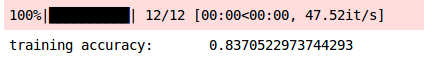 100%|██████████| 12/12 [00:00<00:00, 47.52it/s]
training accuracy: 0.8370522973744293